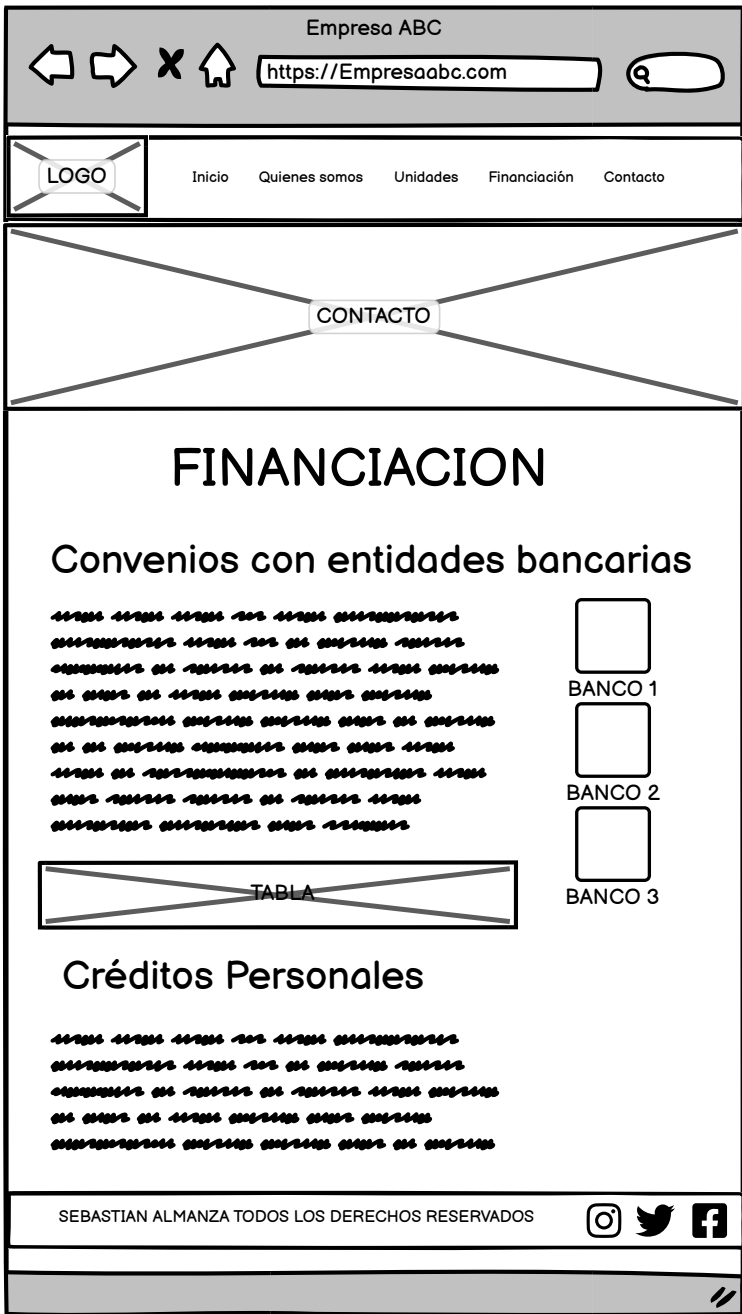 Empresa ABC
https://Empresaabc.com
LOGO
Inicio Quienes somos Unidades Financiación Contacto
CONTACTO
FINANCIACION
Convenios con entidades bancarias
BANCO 1
BANCO 2
BANCO 3
TABLA
Créditos Personales
SEBASTIAN ALMANZA TODOS LOS DERECHOS RESERVADOS